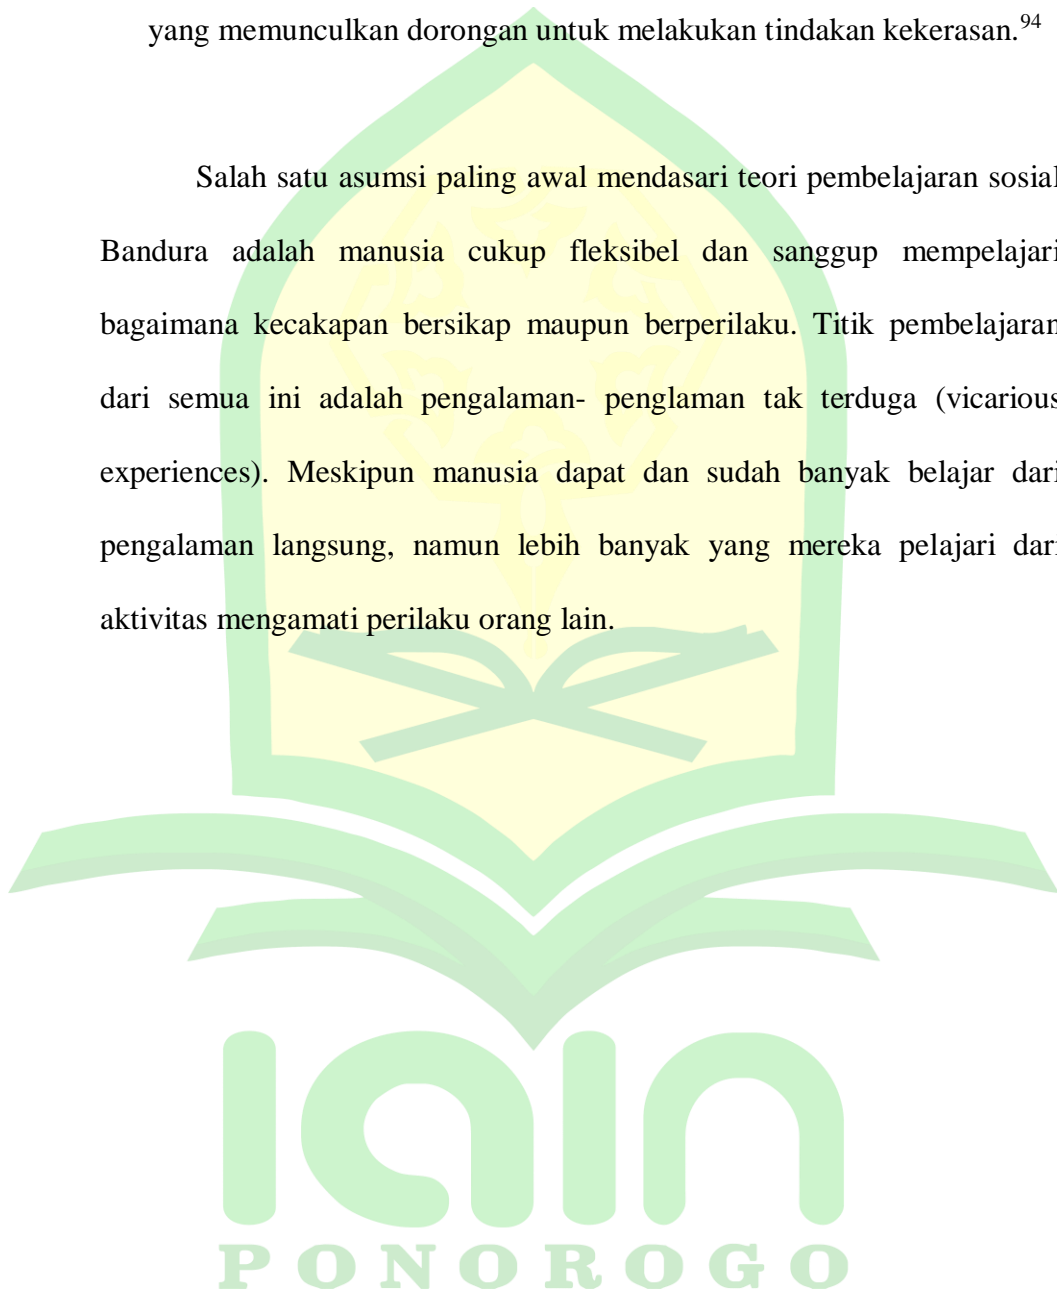 yang memunculkan dorongan untuk melakukan tindakan kekerasan.⁹⁴
Salah satu asumsi paling awal mendasari teori pembelajaran sosial
Bandura adalah manusia cukup fleksibel dan sanggup mempelajari
bagaimana kecakapan bersikap maupun berperilaku. Titik pembelajaran
dari semua ini adalah pengalaman- penglaman tak terduga (vicarious
experiences). Meskipun manusia dapat dan sudah banyak belajar dari
pengalaman langsung, namun lebih banyak yang mereka pelajari dari
aktivitas mengamati perilaku orang lain.
iain
PONOROGO